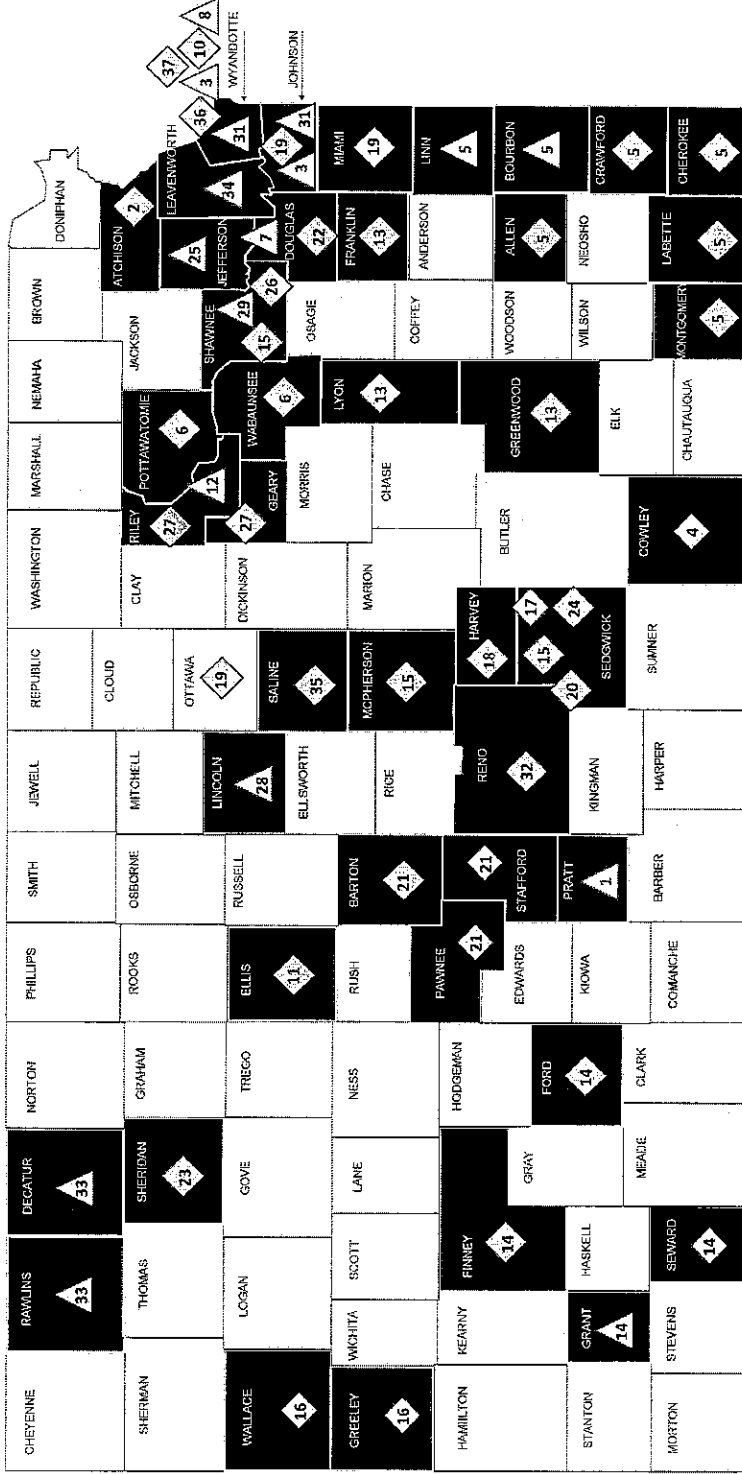 CHEYENNE
RAWLINS
33
DECATUR
33
NORTON
PHILLIPS
SMITH
JEWELL
REPUBLIC
WASHINGTON
MARSHALL
NEMAHA
BROWN
DONIPHAN
SHERMAN
THOMAS
SHERIDAN
23
GRAHAM
ROOKS
OSBORNE
MITCHELL
CLOUD
CLAY
RILEY
27
12
POTTAWATOMIE
6
JACKSON
ATCHISON
2
JEFFERSON
25
LEAVENWORTH
34
36
31
3
37
10
8
WYANDOTTE
WALLACE
16
LOGAN
GOVE
TREGO
ELLIS
11
RUSSELL
LINCOLN
28
OTTAWA
19
SALINE
35
DICKINSON
GEARY
27
WABAUNSEE
6
SHAWNEE
15
29
26
DOUGLAS
7
22
JOHNSON
3
19
31
GREELEY
16
WICHITA
SCOTT
LANE
NESS
RUSH
BARTON
21
ELLSWORTH
RICE
MCPHERSON
15
MARION
MORRIS
CHASE
LYON
13
OSAGE
FRANKLIN
13
MIAMI
19
HAMILTON
KEARNY
FINNEY
14
HODGEMAN
PAWNEE
21
STAFFORD
21
RENO
32
HARVEY
18
BUTLER
GREENWOOD
13
COFFEY
ANDERSON
LINN
5
GRAY
FORD
14
EDWARDS
PRATT
1
KINGMAN
SEDGWICK
20
15
17
24
WOODSON
ALLEN
5
BOURBON
5
STANTON
GRANT
14
HASKELL
KIOWA
ELK
WILSON
NEOSHO
CRAWFORD
5
MORTON
STEVENS
SEWARD
14
MEADE
CLARK
COMANCHE
BARBER
HARPER
SUMNER
COWLEY
4
CHAUTAUQUA
MONTGOMERY
5
LABETTE
5
CHEROKEE
5